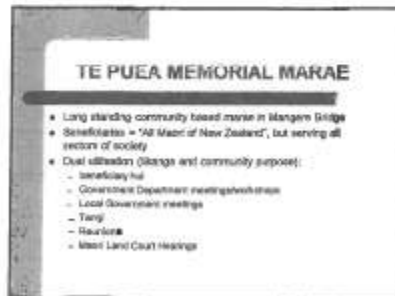 TE PUEA MEMORIAL MARAE
• Long standing community based marae in Mangere Bridge
• Beneficiaries = "All Maori of New Zealand", but serving all
sectors of society
• Dual utilisation (tikanga and community purpose):
– beneficiary hui
– Government Department meetings/workshops
– Local Government meetings
– Tangi
– Reunions
– Maori Land Court Hearings